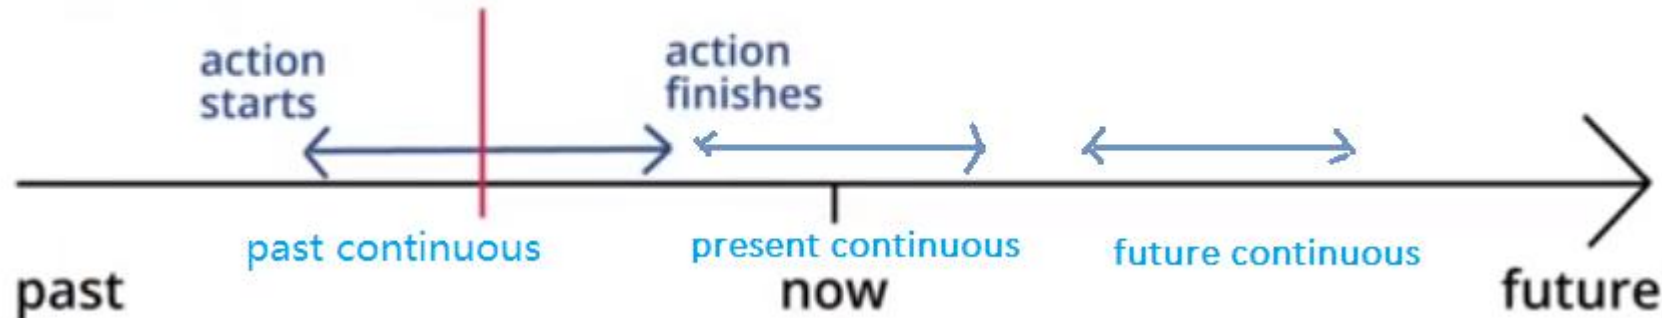 action
starts
action
finishes
past continuous
present continuous
future continuous
past
now
future